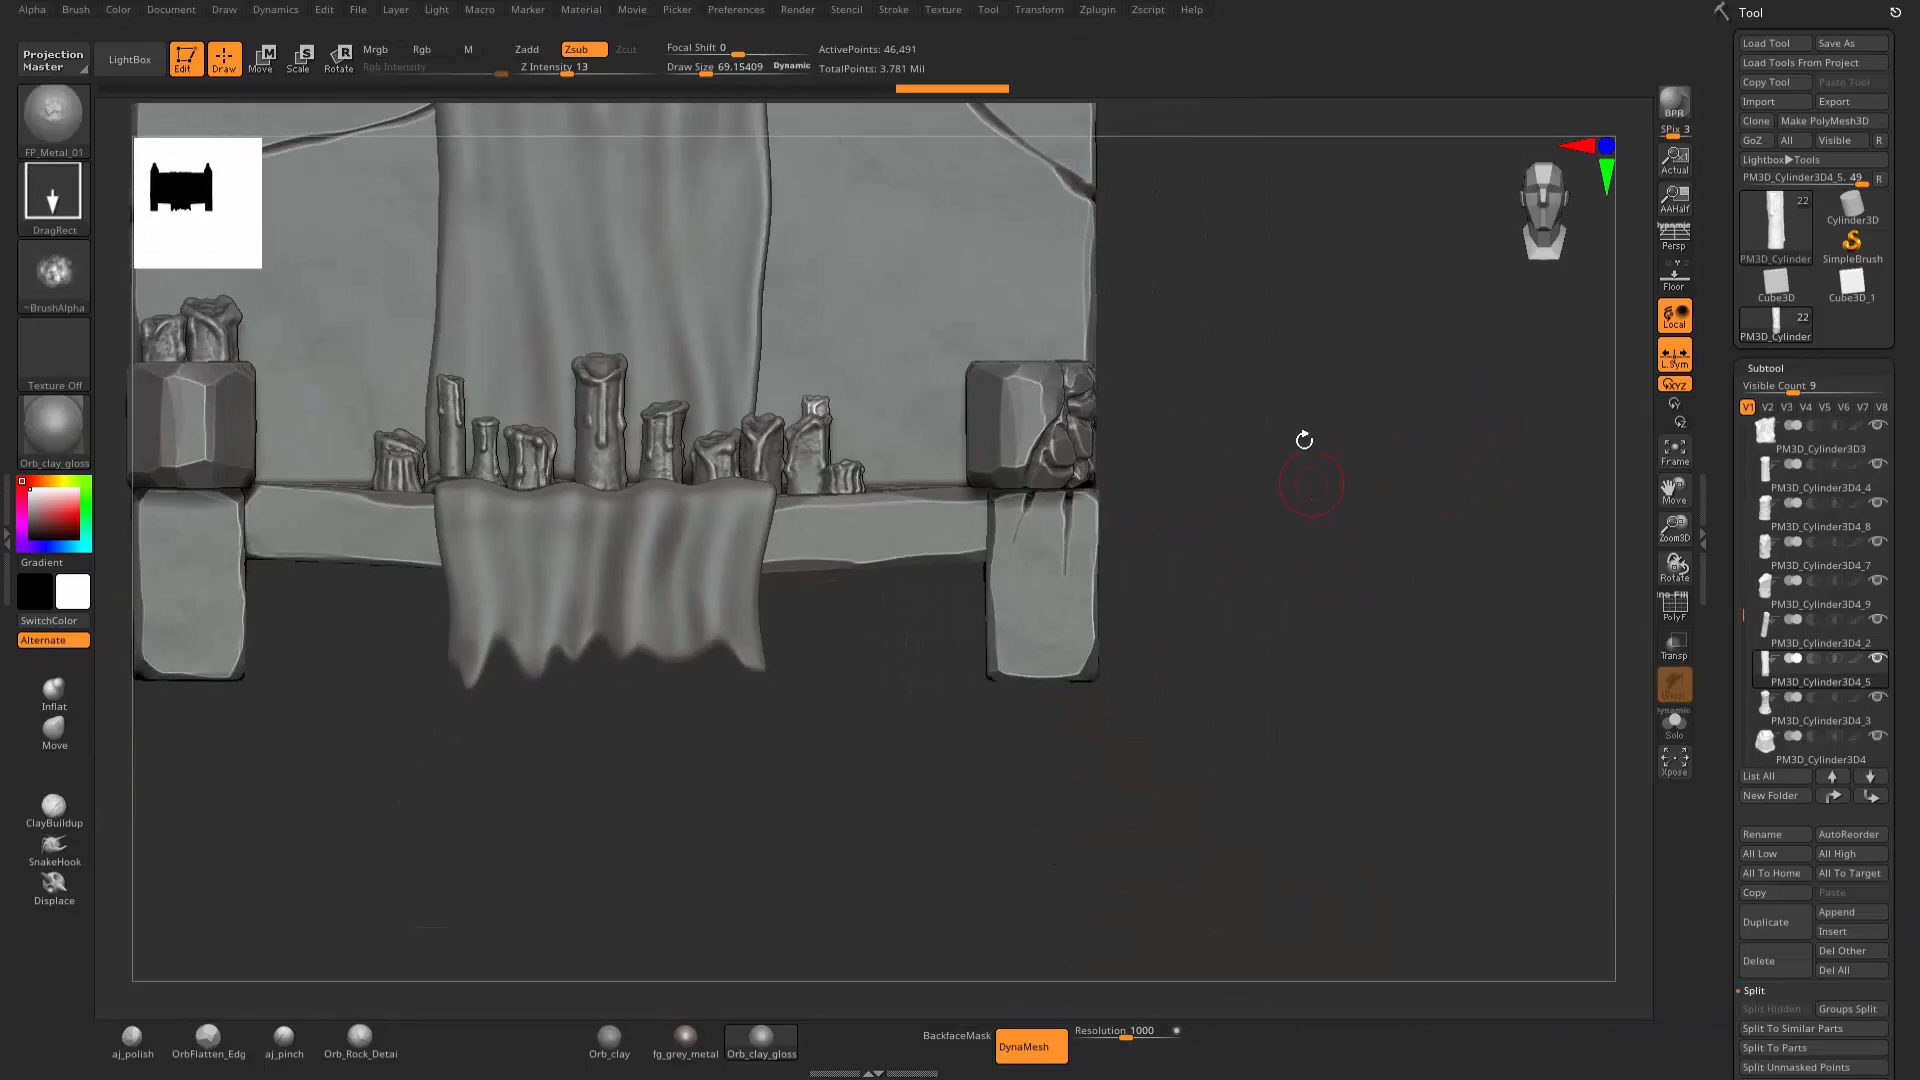 Alpha Brush Color Document Draw Dynamics Edit File Layer Light Macro Marker Material Movie Picker Preferences Render Stencil Stroke Texture Tool Transform Zplugin Zscript Help
Tool
Projection Master
LightBox
Edit
Draw
Move
Scale
Rotate
Mrgb Rgb M
Rgb Intensity
Zadd Zsub Zcut
Z Intensity 13
Focal Shift 0
Draw Size 69.15409 Dynamic
ActivePoints: 46,491
TotalPoints: 3.781 Mil
FP_Metal_01
DragRect
~BrushAlpha
Texture Off
Orb_clay_gloss
Gradient
SwitchColor
Alternate
Inflat
Move
ClayBuildup
SnakeHook
Displace
BPR
SPix 3
Actual
AAHalf
Dynamic
Persp
Floor
Local
L.Sym
XYZ
Frame
Move
Zoom3D
Rotate
PolyF
Transp
Ghost
Dynamic
Solo
Xpose
Load Tool Save As
Load Tools From Project
Copy Tool Paste Tool
Import Export
Clone Make PolyMesh3D
GoZ All Visible R
Lightbox▶Tools
PM3D_Cylinder3D4_5. 49 R
22
Cylinder3D
PM3D_Cylinder SimpleBrush
Cube3D Cube3D_1
22
PM3D_Cylinder
Subtool
Visible Count 9
V1 V2 V3 V4 V5 V6 V7 V8
PM3D_Cylinder3D3
PM3D_Cylinder3D4_4
PM3D_Cylinder3D4_8
PM3D_Cylinder3D4_7
PM3D_Cylinder3D4_9
PM3D_Cylinder3D4_2
PM3D_Cylinder3D4_5
PM3D_Cylinder3D4_3
PM3D_Cylinder3D4
List All
New Folder
Rename AutoReorder
All Low All High
All To Home All To Target
Copy Paste
Duplicate Append
Insert
Delete Del Other
Del All
Split
Split Hidden Groups Split
Split To Similar Parts
Split To Parts
Split Unmasked Points
aj_polish
OrbFlatten_Edg
aj_pinch
Orb_Rock_Detai
Orb_clay
fg_grey_metal
Orb_clay_gloss
BackfaceMask
DynaMesh
Resolution 1000